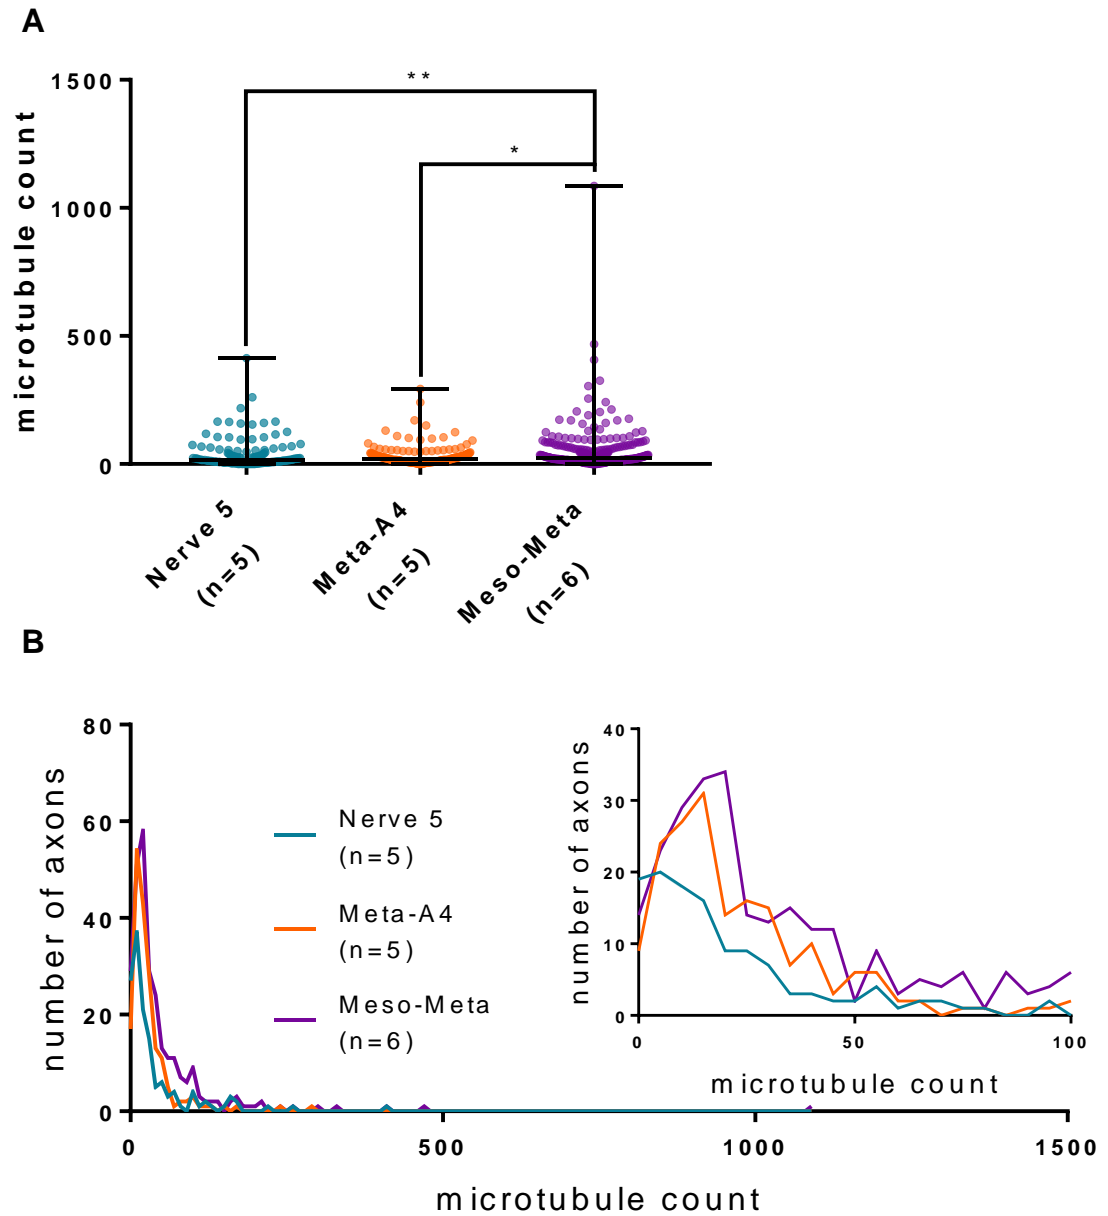 A
1500
1000
500
0
microtubule count
**
*
Nerve 5
(n=5)
Meta-A4
(n=5)
Meso-Meta
(n=6)
B
80
60
40
20
0
number of axons
Nerve 5
(n=5)
Meta-A4
(n=5)
Meso-Meta
(n=6)
40
30
20
10
0
number of axons
0
50
100
microtubule count
0
500
1000
1500
microtubule count